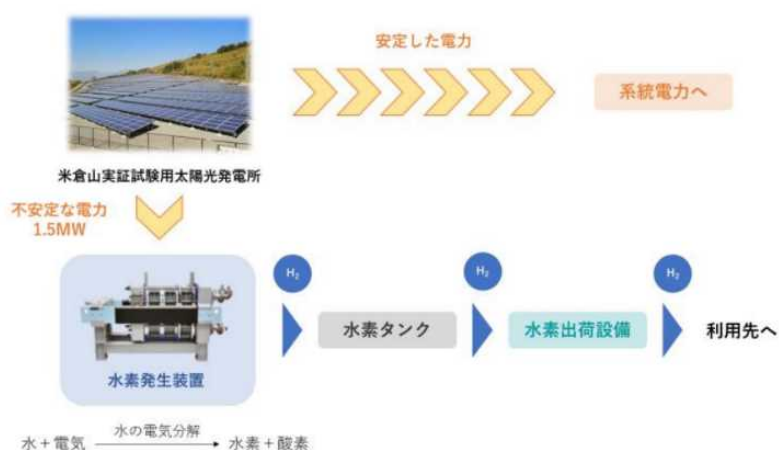 安定した電力
系統電力へ
米倉山実証試験用太陽光発電所
不安定な電力
1.5MW
H₂
H₂
H₂
水素タンク
水素出荷設備
利用先へ
水素発生装置
水の電気分解
水+電気
水素+酸素